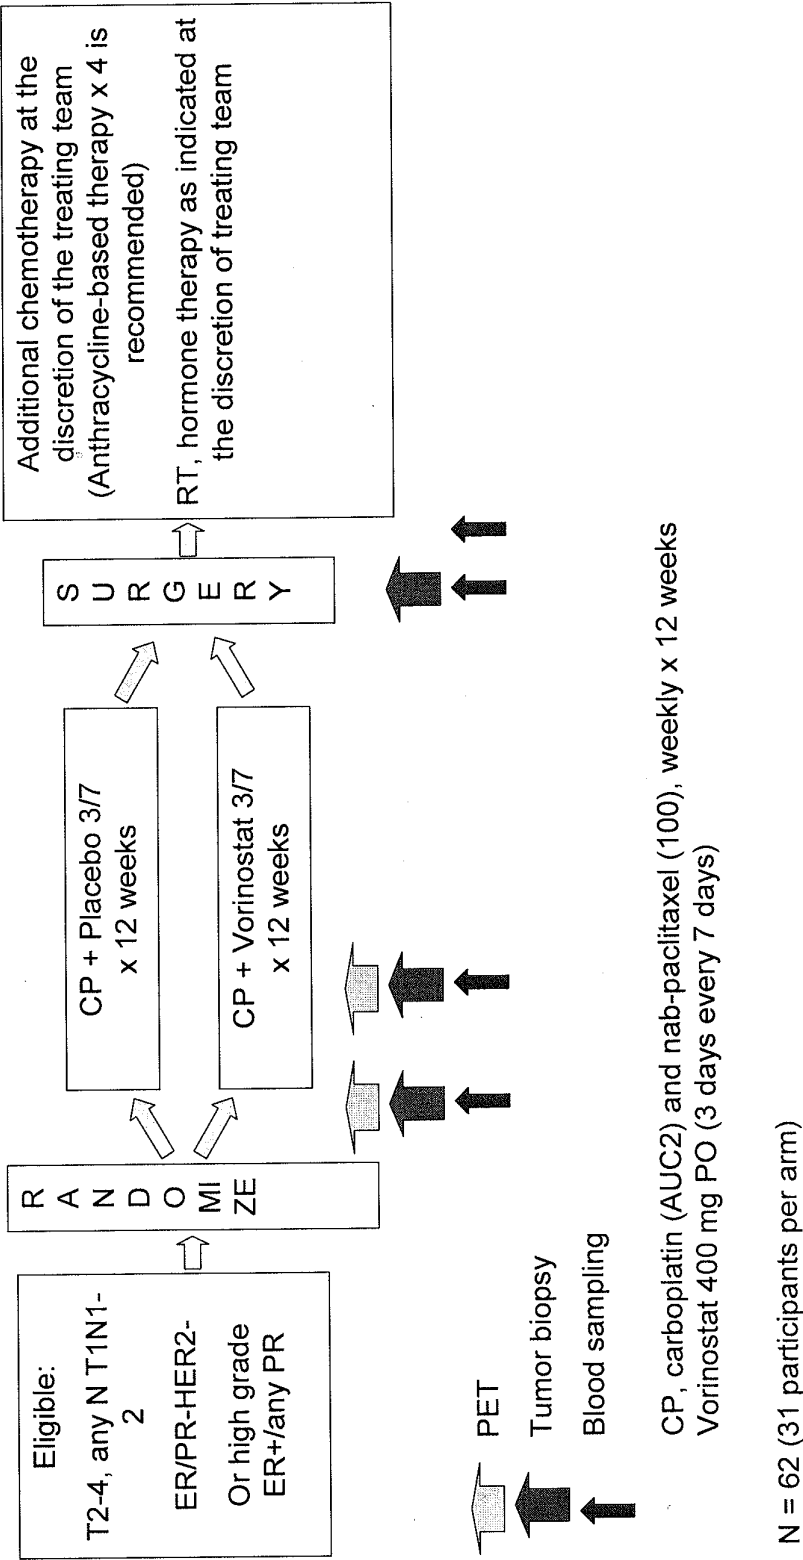 Eligible:
T2-4, any N T1N1-
2
ER/PR-HER2-
Or high grade
ER+/any PR
R
A
N
D
O
MI
ZE
CP + Placebo 3/7
x 12 weeks
CP + Vorinostat 3/7
x 12 weeks
S
U
R
G
E
R
Y
Additional chemotherapy at the
discretion of the treating team
(Anthracycline-based therapy x 4 is
recommended)
RT, hormone therapy as indicated at
the discretion of treating team
PET
Tumor biopsy
Blood sampling
CP, carboplatin (AUC2) and nab-paclitaxel (100), weekly x 12 weeks
Vorinostat 400 mg PO (3 days every 7 days)
N = 62 (31 participants per arm)